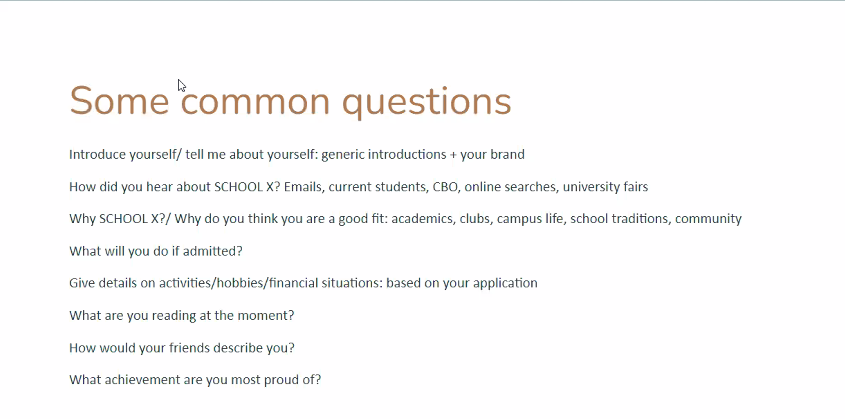 Some common questions
Introduce yourself/ tell me about yourself: generic introductions + your brand
How did you hear about SCHOOL X? Emails, current students, CBO, online searches, university fairs
Why SCHOOL X?/ Why do you think you are a good fit: academics, clubs, campus life, school traditions, community
What will you do if admitted?
Give details on activities/hobbies/financial situations: based on your application
What are you reading at the moment?
How would your friends describe you?
What achievement are you most proud of?